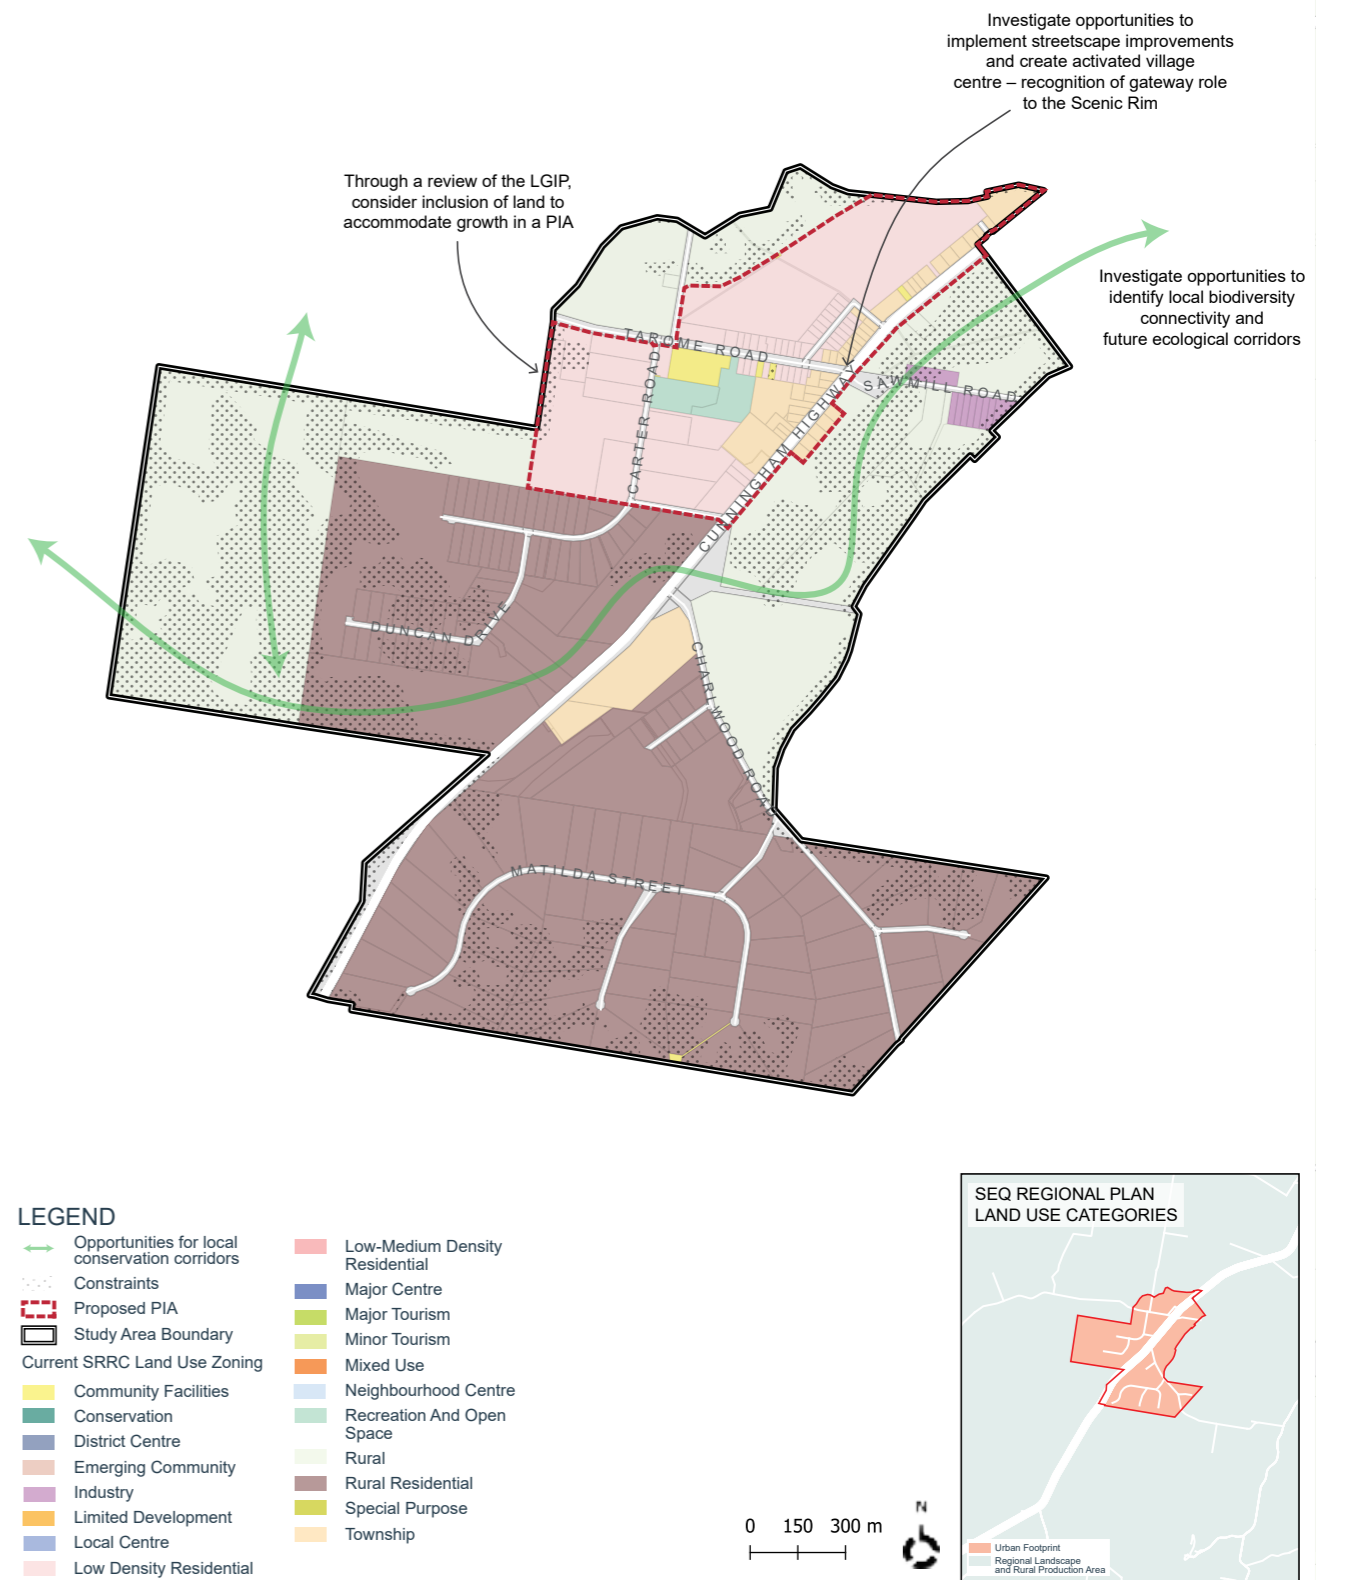 Investigate opportunities to
implement streetscape improvements
and create activated village
centre – recognition of gateway role
to the Scenic Rim
Through a review of the LGIP,
consider inclusion of land to
accommodate growth in a PIA
Investigate opportunities to
identify local biodiversity
connectivity and
future ecological corridors
TAROME ROAD
SAWMILL ROAD
CARTER ROAD
CUNNINGHAM HIGHWAY
DUNCAN DRIVE
CHARLWOOD ROAD
MATILDA STREET
LEGEND
Opportunities for local
conservation corridors
Constraints
Proposed PIA
Study Area Boundary
Current SRRC Land Use Zoning
Community Facilities
Conservation
District Centre
Emerging Community
Industry
Limited Development
Local Centre
Low Density Residential
Low-Medium Density
Residential
Major Centre
Major Tourism
Minor Tourism
Mixed Use
Neighbourhood Centre
Recreation And Open
Space
Rural
Rural Residential
Special Purpose
Township
0 150 300 m
N
SEQ REGIONAL PLAN
LAND USE CATEGORIES
Urban Footprint
Regional Landscape
and Rural Production Area